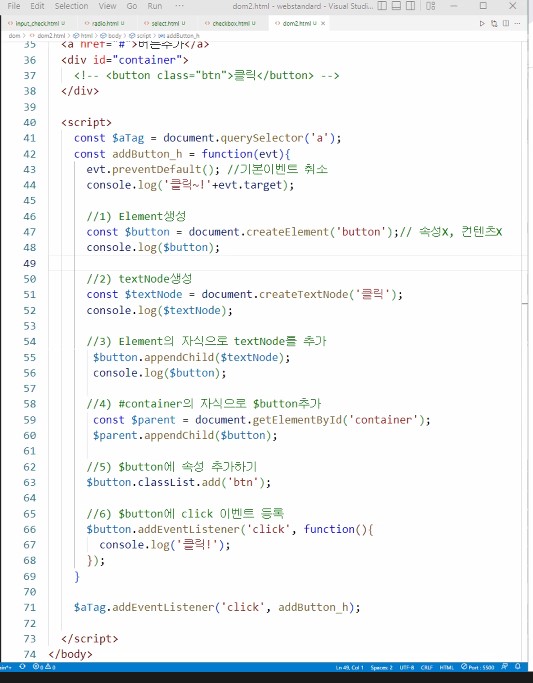 File Edit Selection View Go Run ··· dom2.html - webstandard - Visual Studi...
input_check.html U radio.html U select.html U checkbox.html U dom2.html U
dom > dom2.html > html > body > script > addButton_h
35 <a href="#">버튼추가</a>
36 <div id="container">
37 <!-- <button class="btn">클릭</button> -->
38 </div>
39
40 <script>
41 const $aTag = document.querySelector('a');
42 const addButton_h = function(evt){
43 evt.preventDefault(); //기본이벤트 취소
44 console.log('클릭~!'+evt.target);
45
46 //1) Element생성
47 const $button = document.createElement('button');// 속성X, 컨텐츠X
48 console.log($button);
49
50 //2) textNode생성
51 const $textNode = document.createTextNode('클릭');
52 console.log($textNode);
53
54 //3) Element의 자식으로 textNode를 추가
55 $button.appendChild($textNode);
56 console.log($button);
57
58 //4) #container의 자식으로 $button추가
59 const $parent = document.getElementById('container');
60 $parent.appendChild($button);
61
62 //5) $button에 속성 추가하기
63 $button.classList.add('btn');
64
65 //6) $button에 click 이벤트 등록
66 $button.addEventListener('click', function(){
67 console.log('클릭!');
68 });
69 }
70
71 $aTag.addEventListener('click', addButton_h);
72
73 </script>
74 </body>
0 0 Ln 49, Col 1 Spaces: 2 UTF-8 CRLF HTML Port : 5500